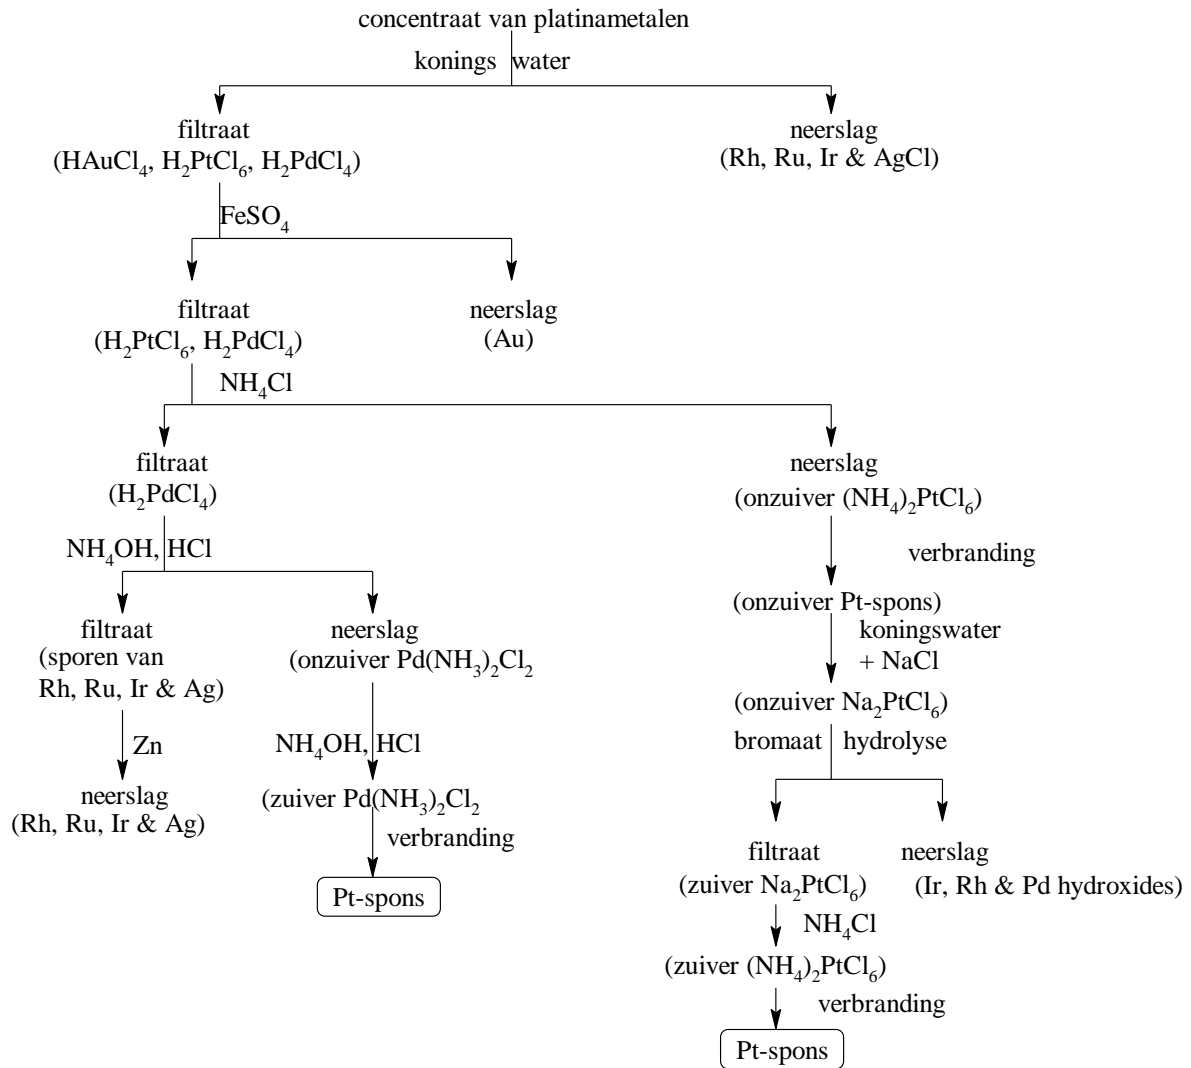 concentraat van platinametalen
konings water
filtraat
(HAuCl₄, H₂PtCl₆, H₂PdCl₄)
neerslag
(Rh, Ru, Ir & AgCl)
FeSO₄
filtraat
(H₂PtCl₆, H₂PdCl₄)
neerslag
(Au)
NH₄Cl
filtraat
(H₂PdCl₄)
neerslag
(onzuiver (NH₄)₂PtCl₆)
NH₄OH, HCl
verbranding
filtraat
(sporen van
Rh, Ru, Ir & Ag)
neerslag
(onzuiver Pd(NH₃)₂Cl₂
(onzuiver Pt-spons)
koningswater
+ NaCl
(onzuiver Na₂PtCl₆)
Zn
NH₄OH, HCl
bromaat hydrolyse
neerslag
(Rh, Ru, Ir & Ag)
(zuiver Pd(NH₃)₂Cl₂
verbranding
Pt-spons
filtraat
(zuiver Na₂PtCl₆)
neerslag
(Ir, Rh & Pd hydroxides)
NH₄Cl
(zuiver (NH₄)₂PtCl₆)
verbranding
Pt-spons